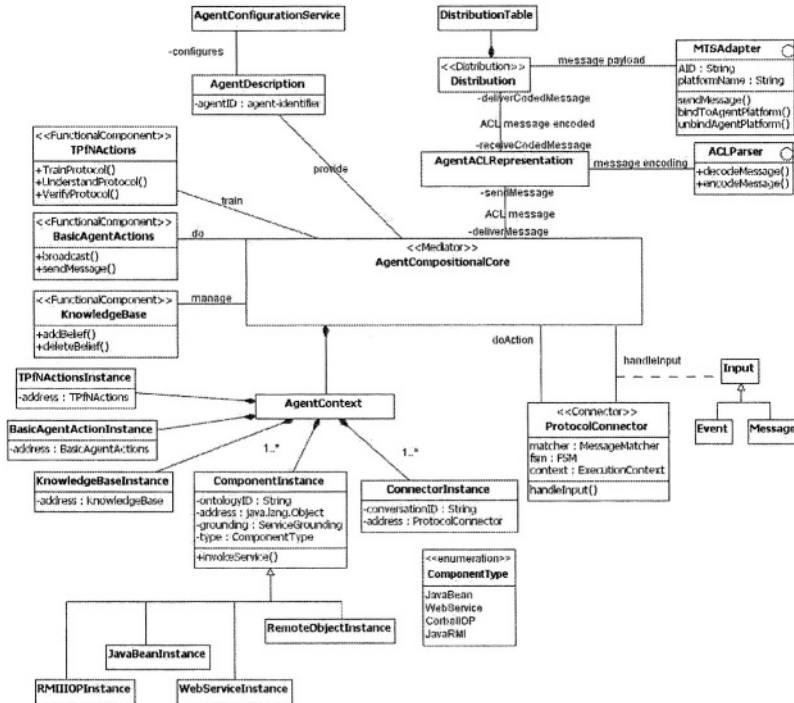 AgentConfigurationService
-configures
AgentDescription
-agentID : agent-identifier
DistributionTable
<<Distribution>>
Distribution
message payload
MTSAdapter
AID : String
platformName : String
sendMessage()
bindToAgentPlatform()
unbindAgentPlatform()
-deliverCodedMessage
ACL message encoded
-receiveCodedMessage
AgentACLRepresentation
message encoding
ACLParser
+decodeMessage()
+encodeMessage()
-sendMessage
ACL message
-deliverMessage
<<FunctionalComponent>>
TPfNActions
+TrainProtocol()
+UnderstandProtocol()
+VerifyProtocol()
train
provide
<<FunctionalComponent>>
BasicAgentActions
+broadcast()
+sendMessage()
do
<<Mediator>>
AgentCompositionalCore
<<FunctionalComponent>>
KnowledgeBase
+addBelief()
+deleteBelief()
manage
doAction
handleInput
Input
Event
Message
TPfNActionsInstance
-address : TPfNActions
AgentContext
BasicAgentActionInstance
-address : BasicAgentActions
<<Connector>>
ProtocolConnector
matcher : MessageMatcher
fsm : FSM
context : ExecutionContext
handleInput()
1..*
1..*
KnowledgeBaseInstance
-address : KnowledgeBase
ComponentInstance
-ontologyID : String
-address : java.lang.Object
-grounding : ServiceGrounding
-type : ComponentType
+invokeService()
ConnectorInstance
-conversationID : String
-address : ProtocolConnector
<<enumeration>>
ComponentType
JavaBean
WebService
CorbaIIOP
JavaRMI
RemoteObjectInstance
JavaBeanInstance
RMIIIOPInstance
WebServiceInstance